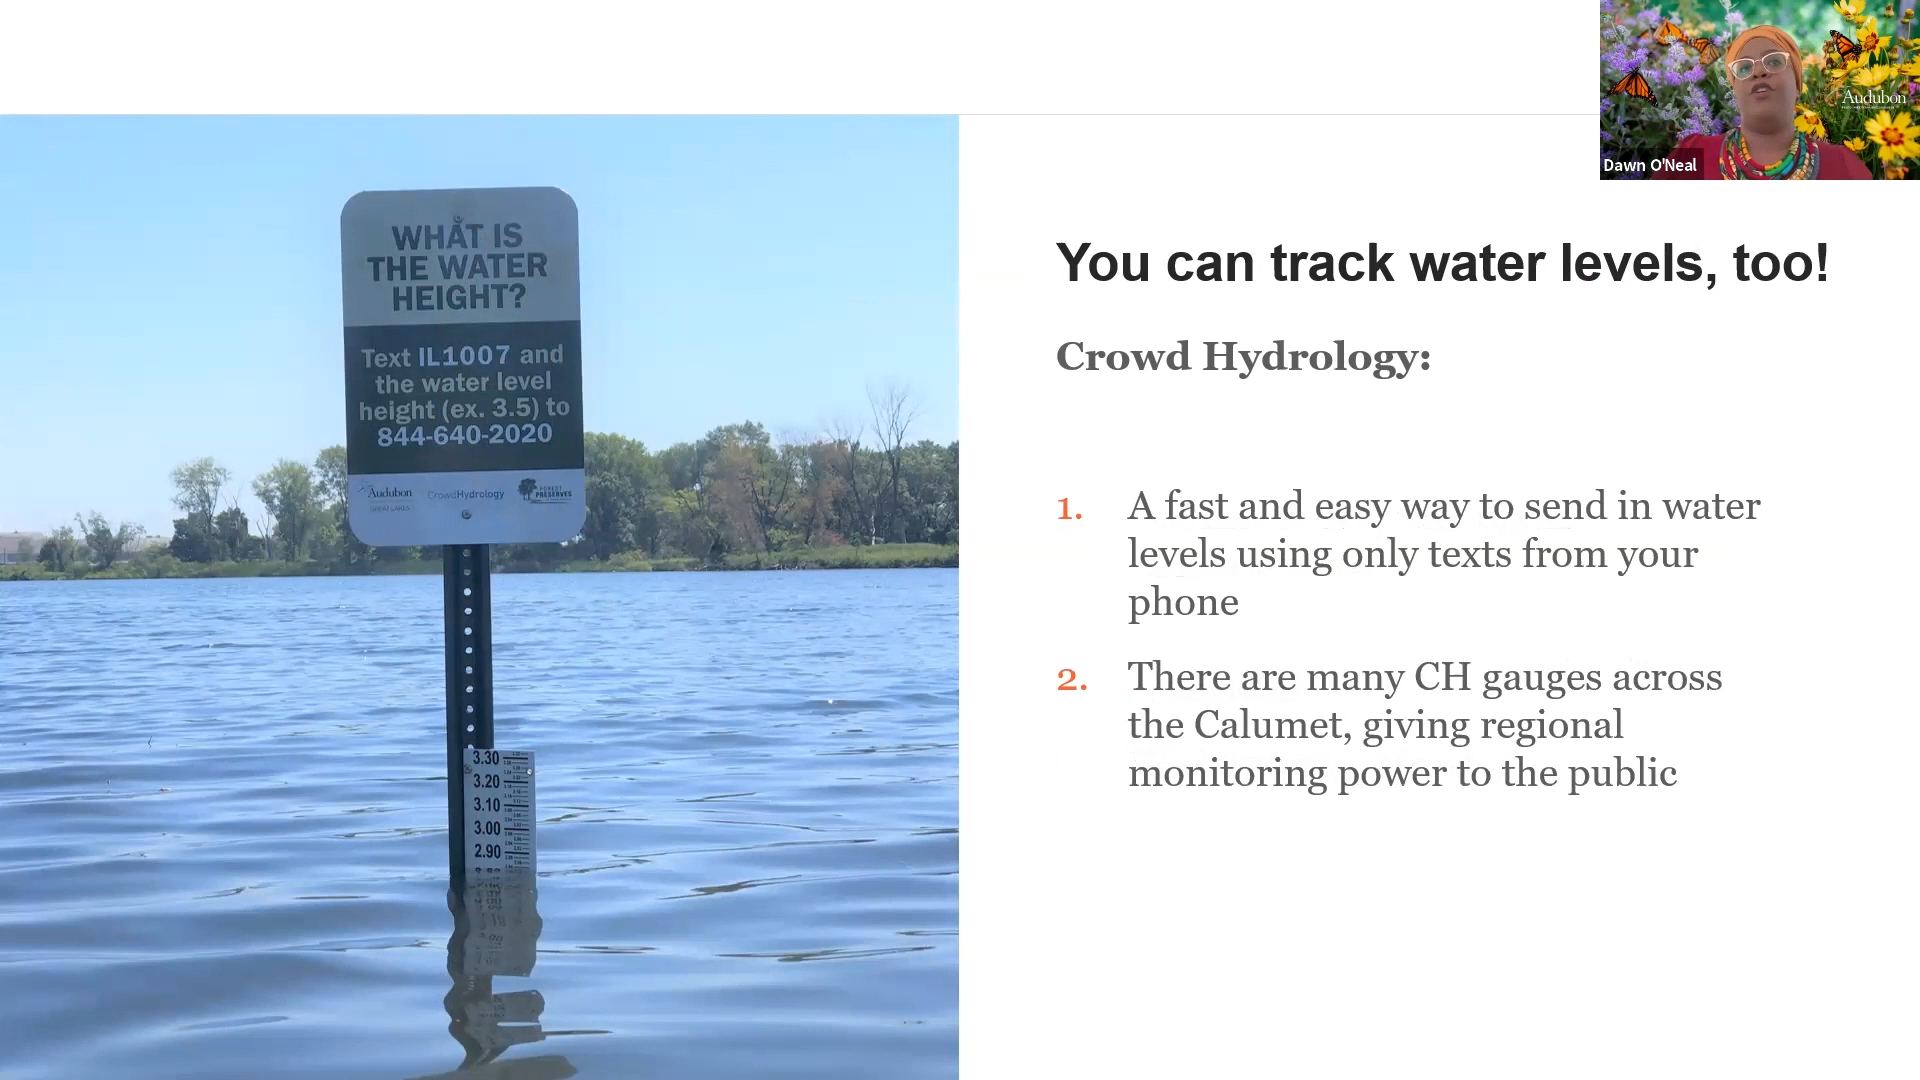 WHAT IS
THE WATER
HEIGHT?
Text IL1007 and
the water level
height (ex. 3.5) to
844-640-2020
Audubon
GREAT LAKES
CrowdHydrology
FOREST
PRESERVES
3.30
3.20
3.10
3.00
2.90
Audubon
Dawn O'Neal
You can track water levels, too!
Crowd Hydrology:
1. A fast and easy way to send in water
levels using only texts from your
phone
2. There are many CH gauges across
the Calumet, giving regional
monitoring power to the public